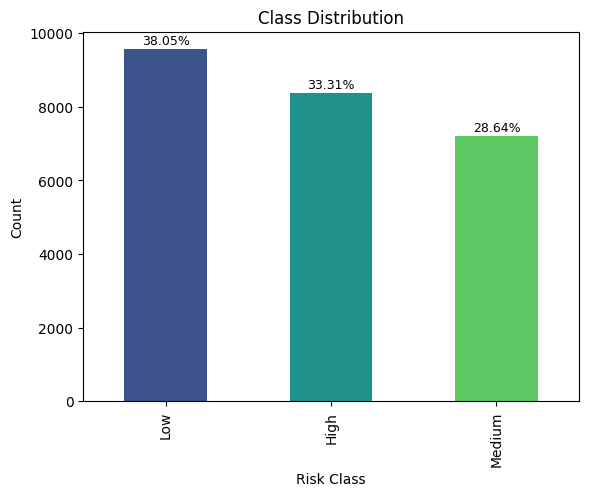 Class Distribution
10000
8000
6000
4000
2000
0
Count
38.05%
33.31%
28.64%
Low
High
Medium
Risk Class